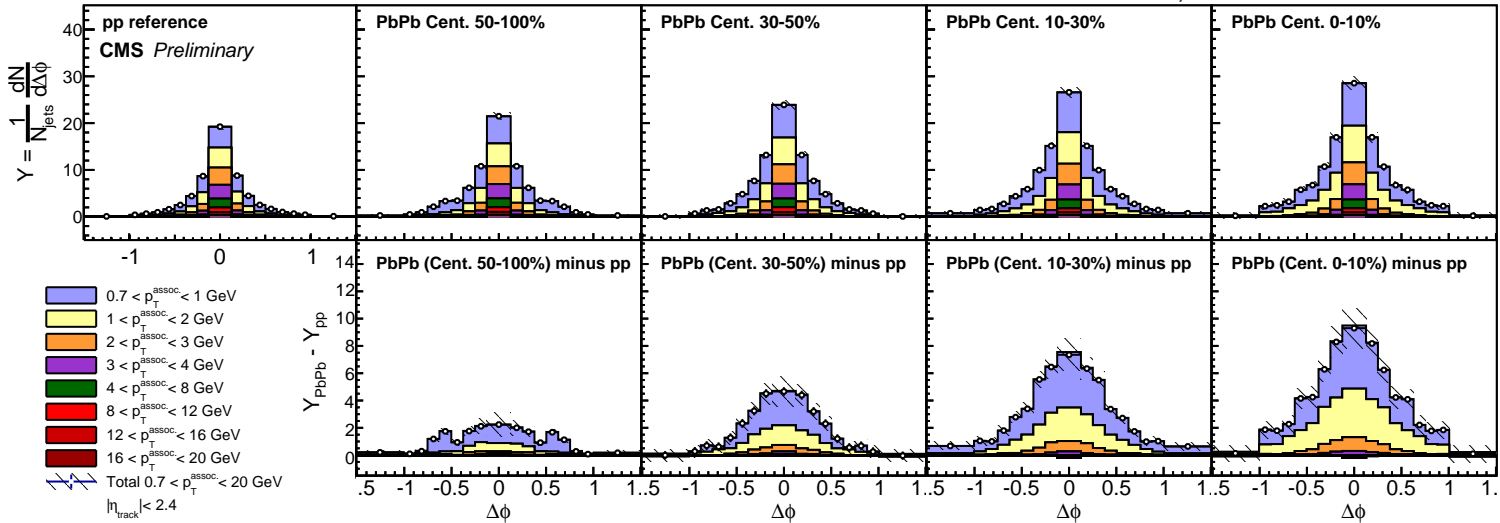 pp reference
CMS Preliminary
PbPb Cent. 50-100%
PbPb Cent. 30-50%
PbPb Cent. 10-30%
PbPb Cent. 0-10%
Y = 1/N_jets dN/dΔϕ
40
30
20
10
0
-1 0 1
PbPb (Cent. 50-100%) minus pp
PbPb (Cent. 30-50%) minus pp
PbPb (Cent. 10-30%) minus pp
PbPb (Cent. 0-10%) minus pp
Y_PbPb - Y_pp
14
12
10
8
6
4
2
0
0.7 < p_T^assoc. < 1 GeV
1 < p_T^assoc. < 2 GeV
2 < p_T^assoc. < 3 GeV
3 < p_T^assoc. < 4 GeV
4 < p_T^assoc. < 8 GeV
8 < p_T^assoc. < 12 GeV
12 < p_T^assoc. < 16 GeV
16 < p_T^assoc. < 20 GeV
Total 0.7 < p_T^assoc. < 20 GeV
|η_track| < 2.4
.5 -1 -0.5 0 0.5 1 1..5 -1 -0.5 0 0.5 1 1..5 -1 -0.5 0 0.5 1 1..5 -1 -0.5 0 0.5 1 1.5
Δϕ Δϕ Δϕ Δϕ